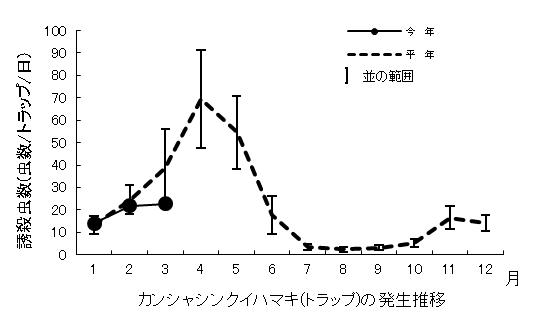 誘殺虫数(虫数/トラップ/日)
100
90
80
70
60
50
40
30
20
10
0
今 年
平 年
並の範囲
1 2 3 4 5 6 7 8 9 10 11 12
月
カンシャシンクイハマキ(トラップ)の発生推移